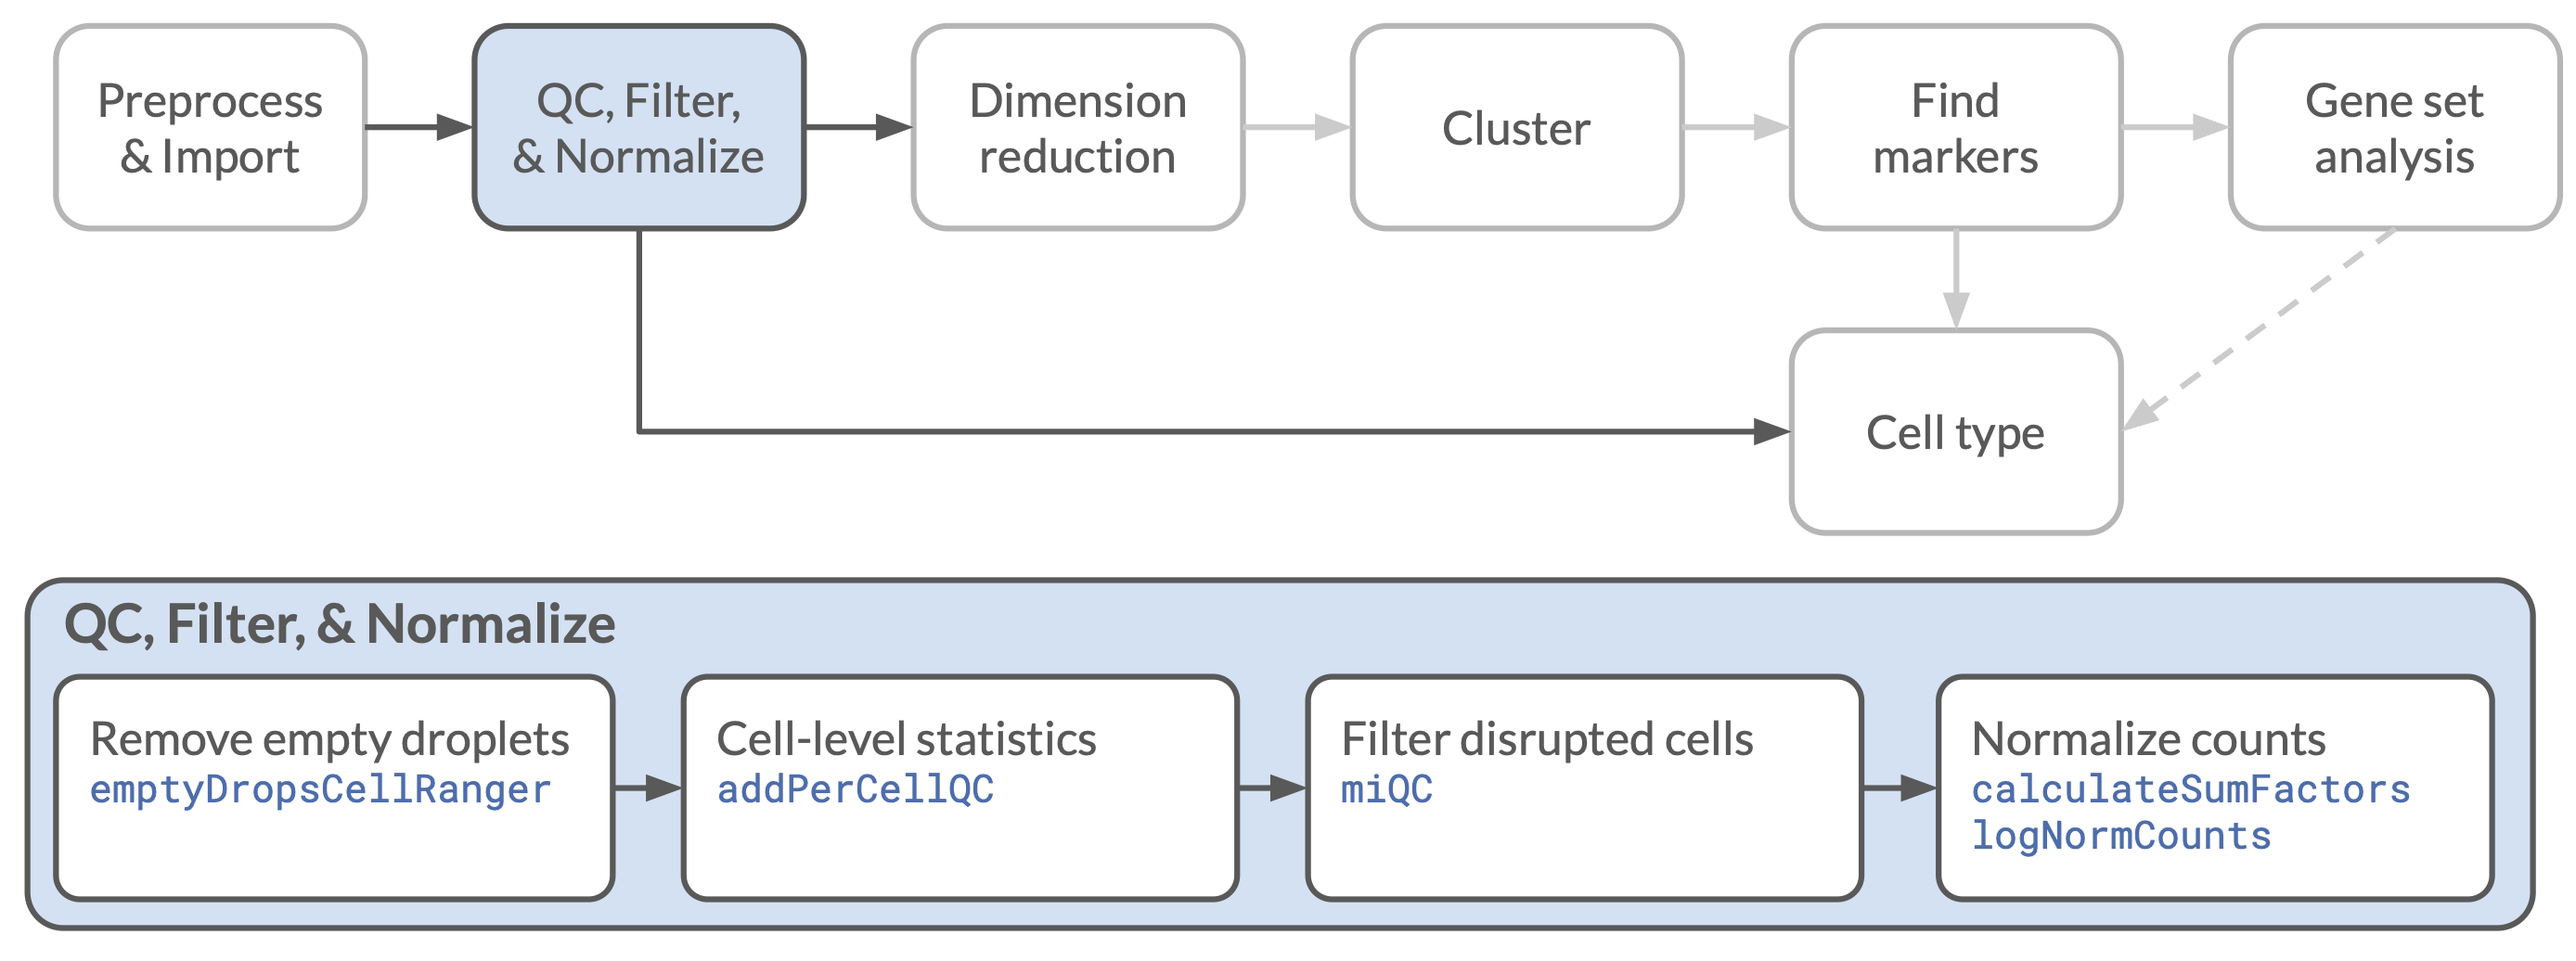 Preprocess
& Import
QC, Filter,
& Normalize
Dimension
reduction
Cluster
Find
markers
Gene set
analysis
Cell type
QC, Filter, & Normalize
Remove empty droplets
emptyDropsCellRanger
Cell-level statistics
addPerCellQC
Filter disrupted cells
miQC
Normalize counts
calculateSumFactors
logNormCounts